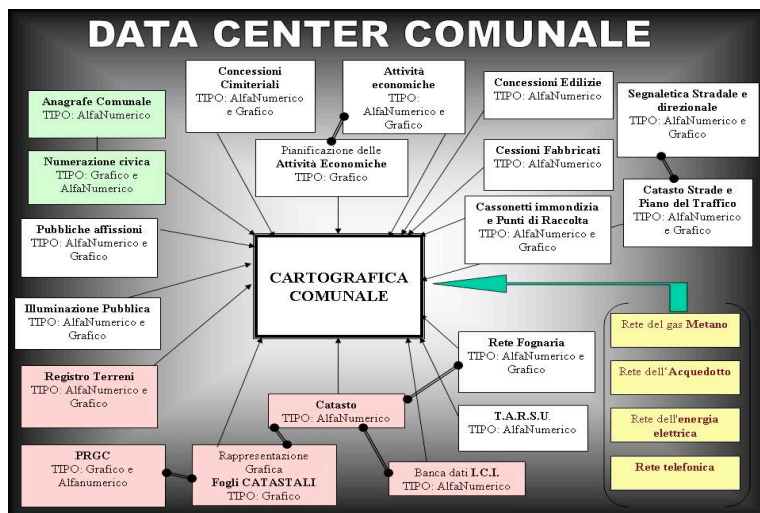 DATA CENTER COMUNALE
Concessioni
Cimiteriali
TIPO: AlfaNumerico
e Grafico
Attività
economiche
TIPO:
AlfaNumerico e
Grafico
Concessioni Edilizie
TIPO: AlfaNumerico
Segnaletica Stradale e
direzionale
TIPO: AlfaNumerico e
Grafico
Anagrafe Comunale
TIPO: AlfaNumerico
Pianificazione delle
Attività Economiche
TIPO: Grafico
Cessioni Fabbricati
TIPO: AlfaNumerico
Numerazione civica
TIPO: Grafico e
AlfaNumerico
Catasto Strade e
Piano del Traffico
TIPO: AlfaNumerico e
Grafico
Cassonetti immondizia
e Punti di Raccolta
TIPO: AlfaNumerico e
Grafico
Pubbliche affissioni
TIPO: AlfaNumerico e
Grafico
CARTOGRAFICA
COMUNALE
Illuminazione Pubblica
TIPO: AlfaNumerico e
Grafico
Rete del gas Metano
Rete Fognaria
TIPO: AlfaNumerico e
Grafico
Registro Terreni
TIPO: AlfaNumerico e
Grafico
Rete dell'Acquedotto
Catasto
TIPO: AlfaNumerico
T.A.R.S.U.
TIPO: AlfaNumerico
Rete dell'energia
elettrica
PRGC
TIPO: Grafico e
Alfanumerico
Rappresentazione
Grafica
Fogli CATASTALI
TIPO: Grafico
Banca dati I.C.I.
TIPO: AlfaNumerico
Rete telefonica